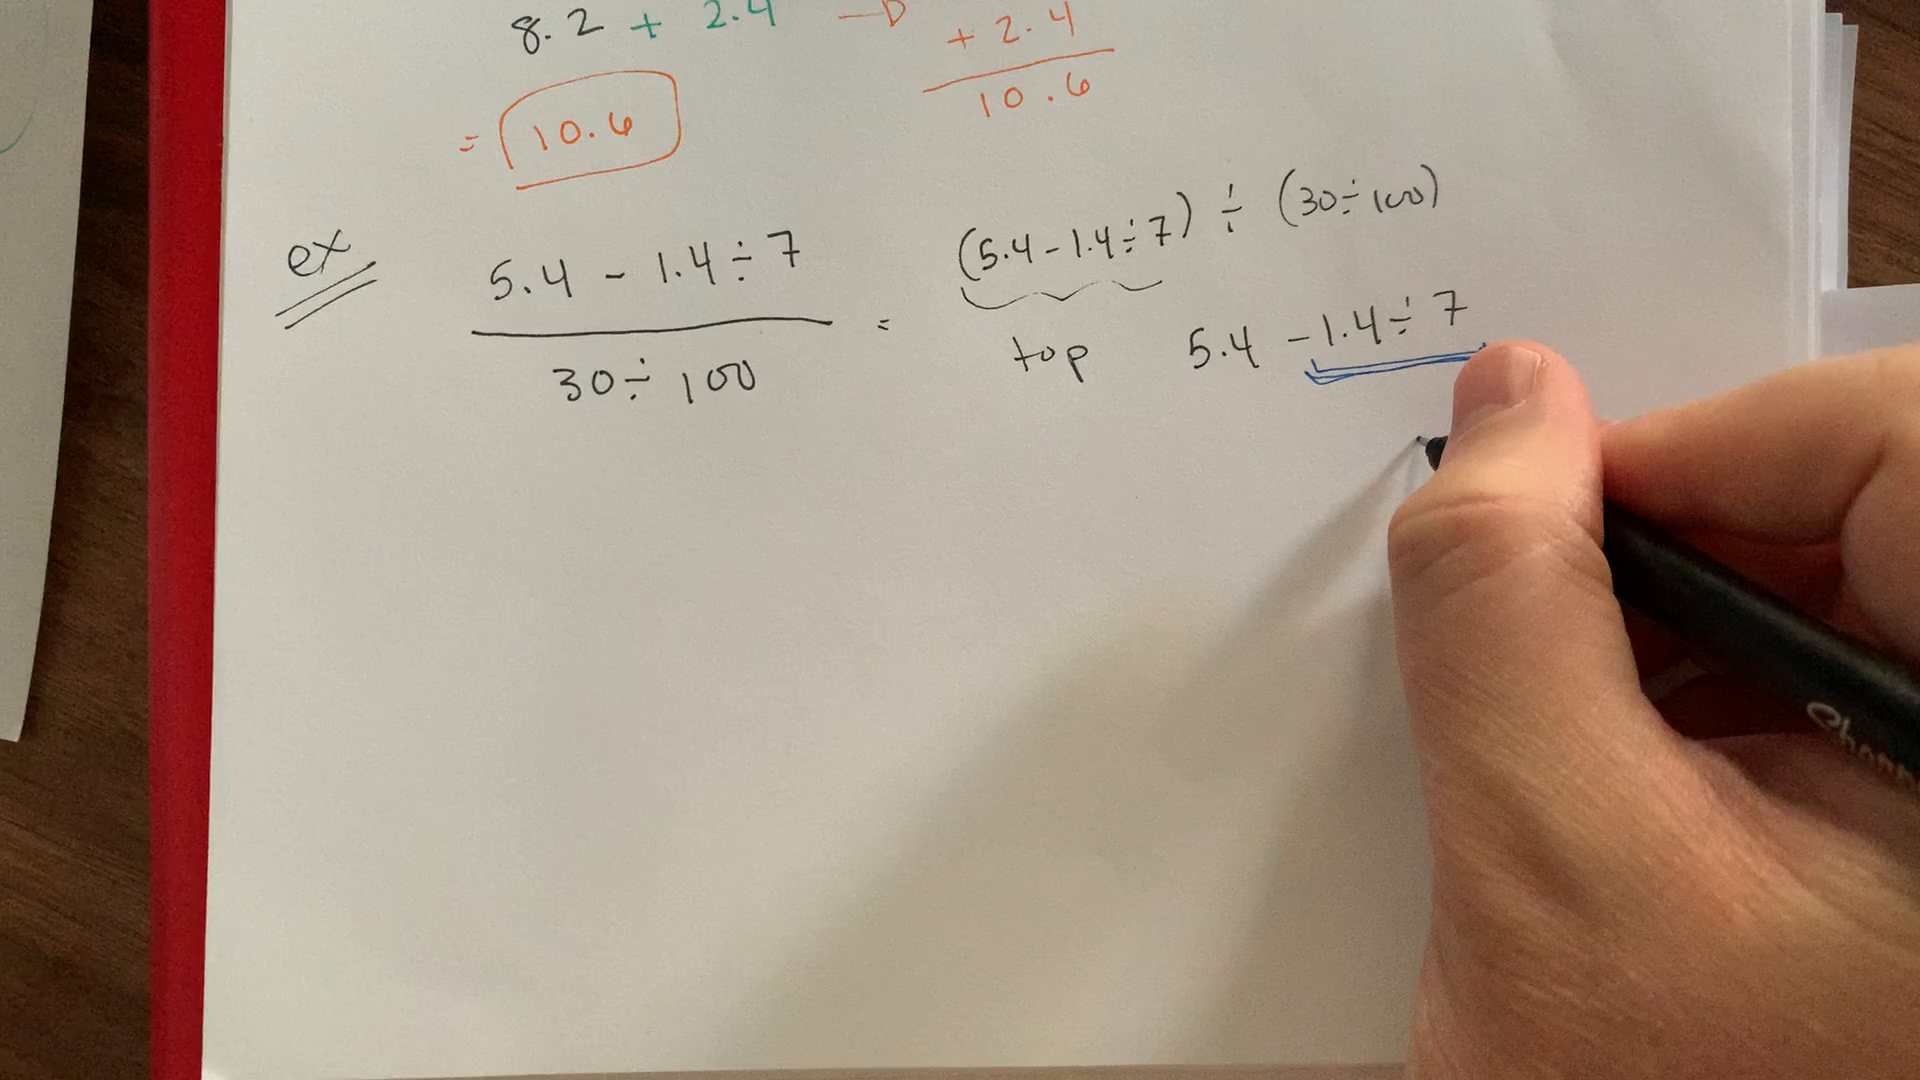 8.2 + 2.4 → + 2.4
= 10.6 10.6
ex
5.4 - 1.4 ÷ 7
30 ÷ 100
= (5.4 - 1.4 ÷ 7) ÷ (30 ÷ 100)
top 5.4 - 1.4 ÷ 7